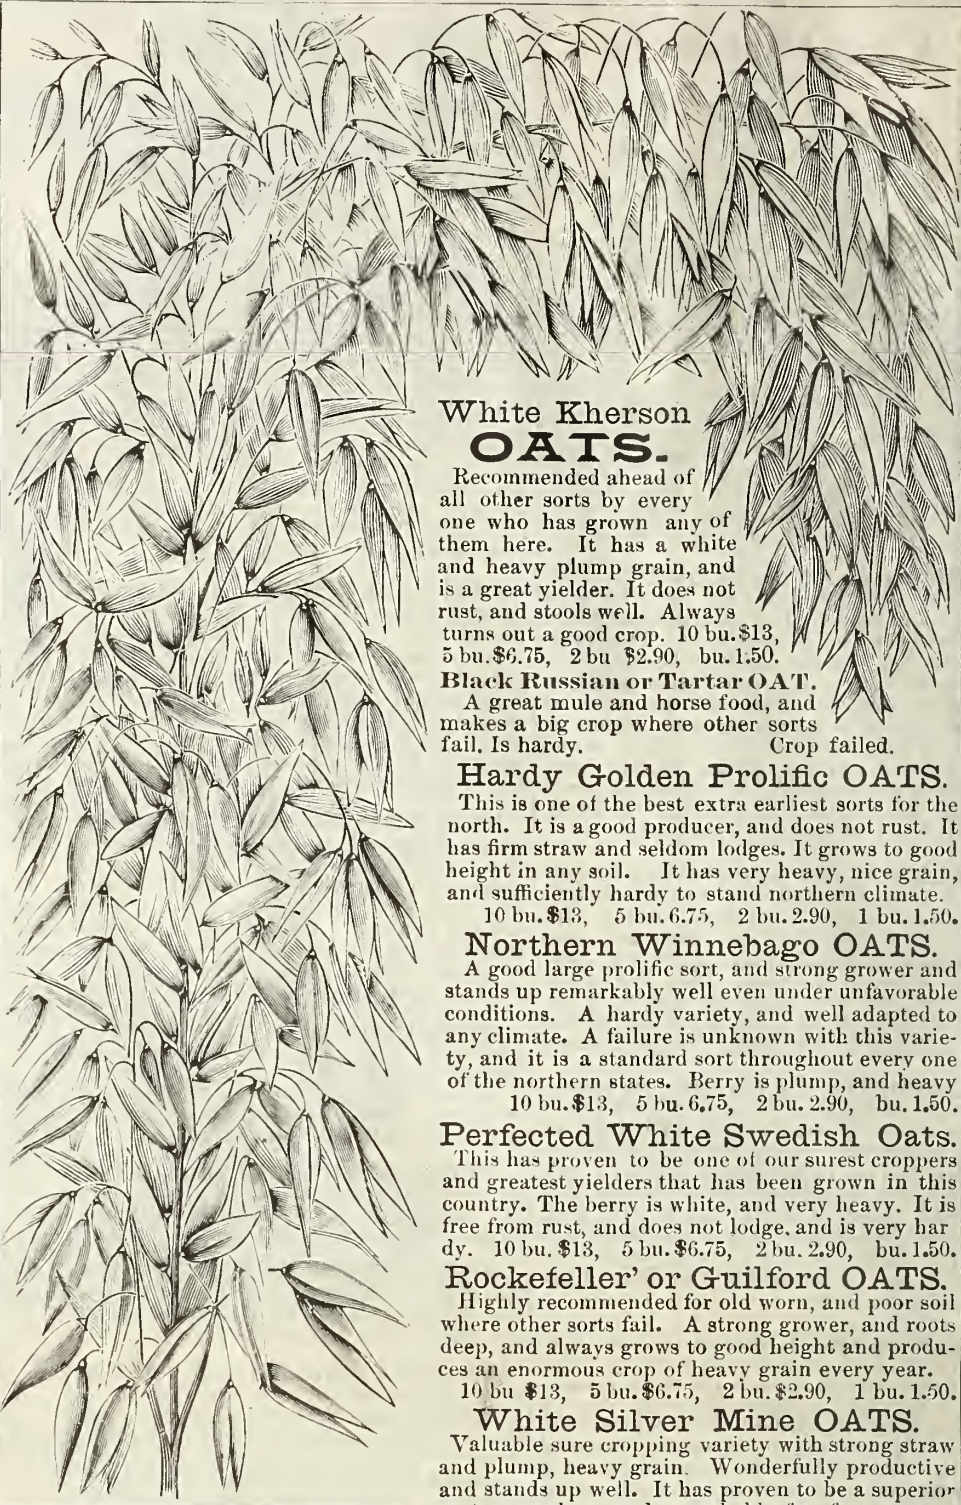 White Kherson
OATS.
Recommended ahead of
all other sorts by every
one who has grown any of
them here. It has a white
and heavy plump grain, and
is a great yielder. It does not
rust, and stools well. Always
turns out a good crop. 10 bu.$13,
5 bu.$6.75, 2 bu $2.90, bu. 1.50.
Black Russian or Tartar OAT.
A great mule and horse food, and
makes a big crop where other sorts
fail. Is hardy. Crop failed.
Hardy Golden Prolific OATS.
This is one of the best extra earliest sorts for the
north. It is a good producer, and does not rust. It
has firm straw and seldom lodges. It grows to good
height in any soil. It has very heavy, nice grain,
and sufficiently hardy to stand northern climate.
10 bu.$13, 5 bu. 6.75, 2 bu. 2.90, 1 bu. 1.50.
Northern Winnebago OATS.
A good large prolific sort, and strong grower and
stands up remarkably well even under unfavorable
conditions. A hardy variety, and well adapted to
any climate. A failure is unknown with this varie-
ty, and it is a standard sort throughout every one
of the northern states. Berry is plump, and heavy
10 bu.$13, 5 bu. 6.75, 2 bu. 2.90, bu. 1.50.
Perfected White Swedish Oats.
This has proven to be one of our surest croppers
and greatest yielders that has been grown in this
country. The berry is white, and very heavy. It is
free from rust, and does not lodge, and is very har
dy. 10 bu. $13, 5 bu. $6.75, 2 bu. 2.90, bu. 1.50.
Rockefeller' or Guilford OATS.
Highly recommended for old worn, and poor soil
where other sorts fail. A strong grower, and roots
deep, and always grows to good height and produ-
ces an enormous crop of heavy grain every year.
10 bu $13, 5 bu. $6.75, 2 bu. $2.90, 1 bu. 1.50.
White Silver Mine OATS.
Valuable sure cropping variety with strong straw
and plump, heavy grain. Wonderfully productive
and stands up well. It has proven to be a superior